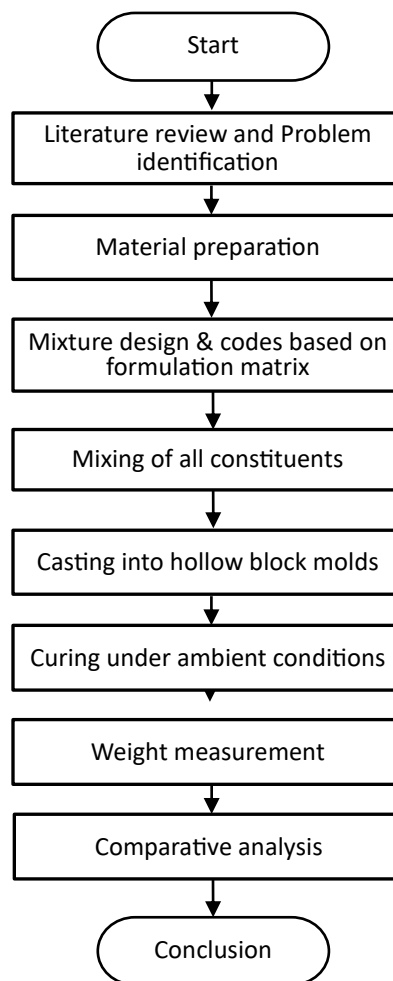 Start
Literature review and Problem
identification
Material preparation
Mixture design & codes based on
formulation matrix
Mixing of all constituents
Casting into hollow block molds
Curing under ambient conditions
Weight measurement
Comparative analysis
Conclusion